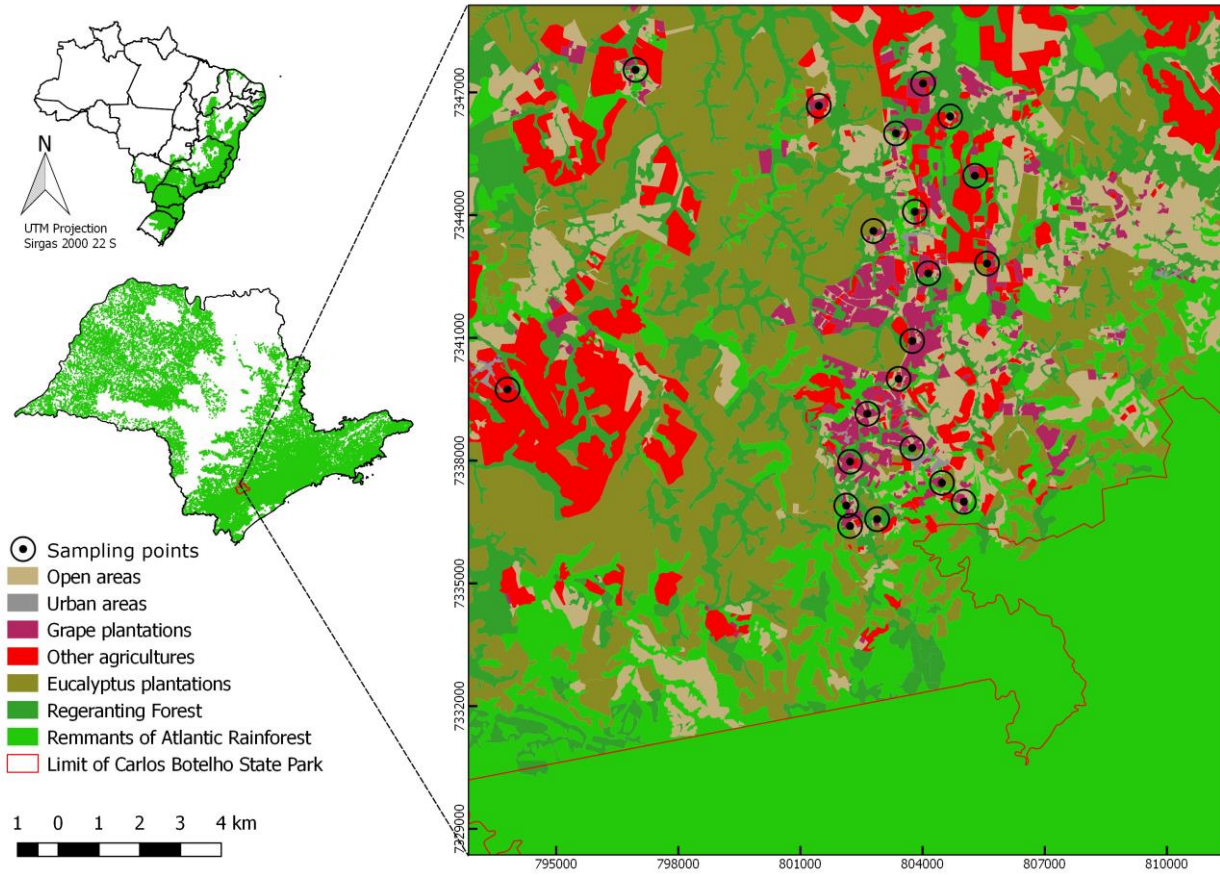 N
UTM Projection
Sirgas 2000 22 S
Sampling points
Open areas
Urban areas
Grape plantations
Other agricultures
Eucalyptus plantations
Regeranting Forest
Remmants of Atlantic Rainforest
Limit of Carlos Botelho State Park
1 0 1 2 3 4 km
7347000
7344000
7341000
7338000
7335000
7332000
7329000
795000 798000 801000 804000 807000 810000